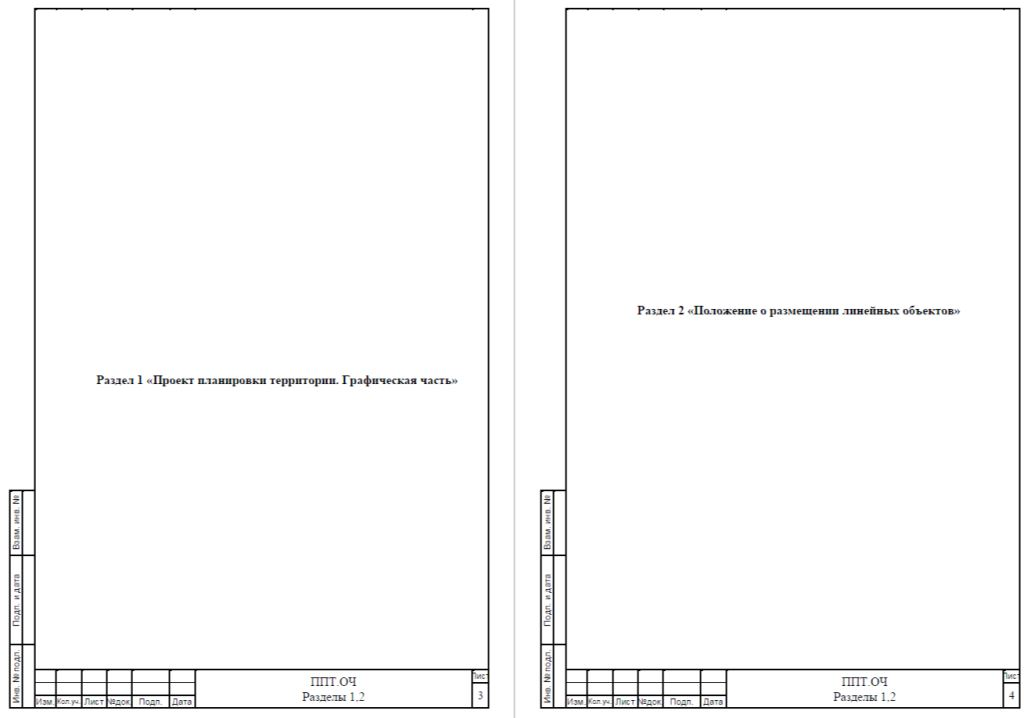 Раздел 1 «Проект планировки территории. Графическая часть»
Взам. инв. №
Подп. и дата
Инв. № подл.
Изм. Кол.уч. Лист №док. Подп. Дата
ППТ.ОЧ
Разделы 1,2
Лист
3
Раздел 2 «Положение о размещении линейных объектов»
Взам. инв. №
Подп. и дата
Инв. № подл.
Изм. Кол.уч. Лист №док. Подп. Дата
ППТ.ОЧ
Разделы 1,2
Лист
4